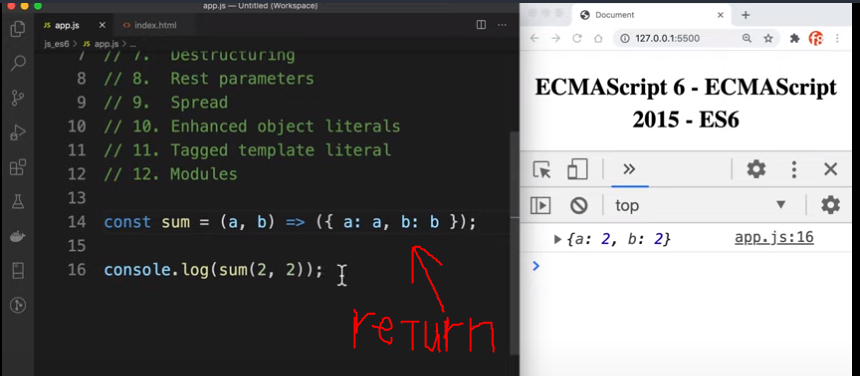 app.js — Untitled (Workspace)
app.js
index.html
js_es6 > app.js > ...
7 // 7. Destructuring
8 // 8. Rest parameters
9 // 9. Spread
10 // 10. Enhanced object literals
11 // 11. Tagged template literal
12 // 12. Modules
13
14 const sum = (a, b) => ({ a: a, b: b });
15
16 console.log(sum(2, 2));
return
Document
127.0.0.1:5500
ECMAScript 6 - ECMAScript
2015 - ES6
top
{a: 2, b: 2} app.js:16